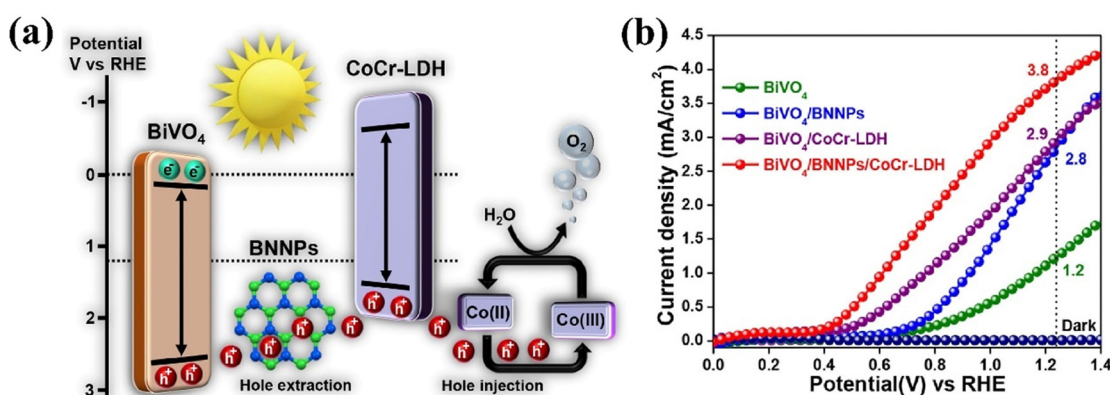 (a)
Potential
V vs RHE
-1
0
1
2
3
BiVO4
e-
e-
h+
h+
h+
BNNPs
h+
h+
h+
Hole extraction
CoCr-LDH
h+
h+
h+
h+
h+
h+
Hole injection
H2O
O2
Co(II)
Co(III)
(b)
Current density (mA/cm2)
4.5
4.0
3.5
3.0
2.5
2.0
1.5
1.0
0.5
0.0
BiVO4
BiVO4/BNNPs
BiVO4/CoCr-LDH
BiVO4/BNNPs/CoCr-LDH
3.8
2.9
2.8
1.2
Dark
0.0 0.2 0.4 0.6 0.8 1.0 1.2 1.4
Potential(V) vs RHE